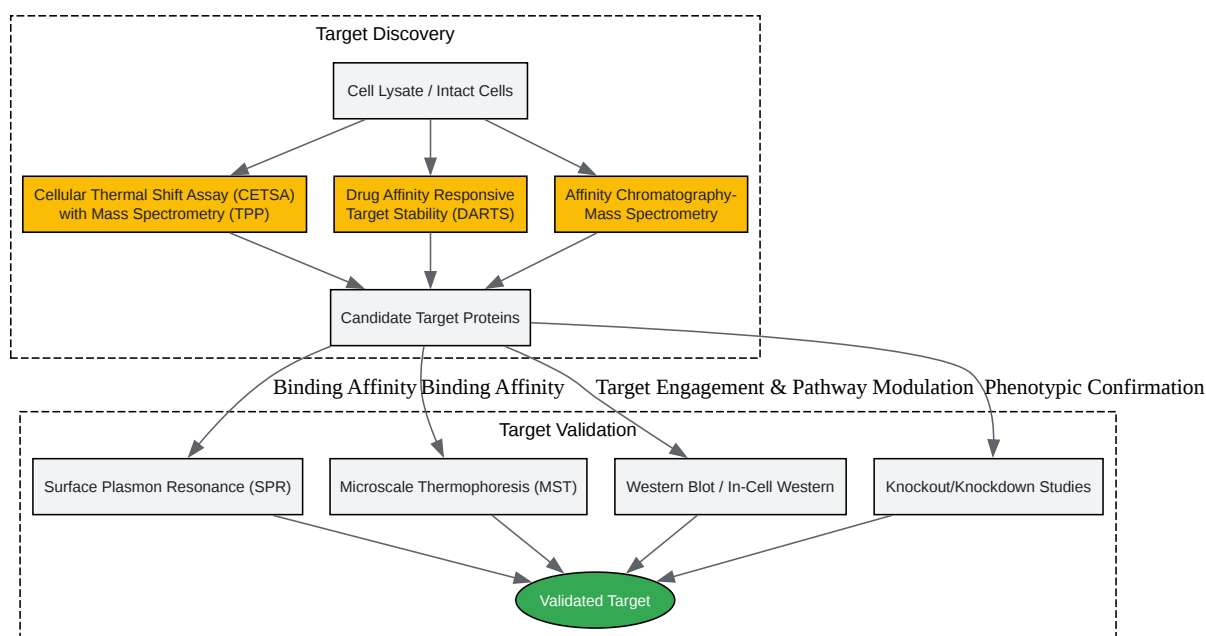 Target Discovery
Cell Lysate / Intact Cells
Cellular Thermal Shift Assay (CETSA)
with Mass Spectrometry (TPP)
Drug Affinity Responsive
Target Stability (DARTS)
Affinity Chromatography-
Mass Spectrometry
Candidate Target Proteins
Binding Affinity
Binding Affinity
Target Engagement & Pathway Modulation
Phenotypic Confirmation
Target Validation
Surface Plasmon Resonance (SPR)
Microscale Thermophoresis (MST)
Western Blot / In-Cell Western
Knockout/Knockdown Studies
Validated Target